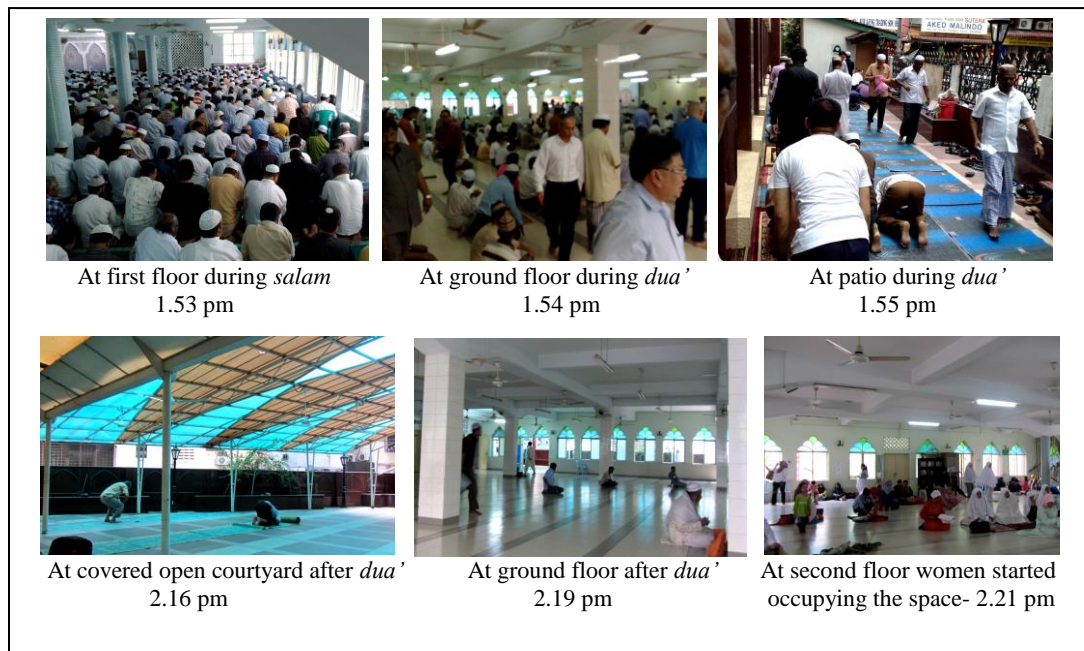 AKED MALINDO
At first floor during salam
1.53 pm
At ground floor during dua’
1.54 pm
At patio during dua’
1.55 pm
At covered open courtyard after dua’
2.16 pm
At ground floor after dua’
2.19 pm
At second floor women started
occupying the space- 2.21 pm